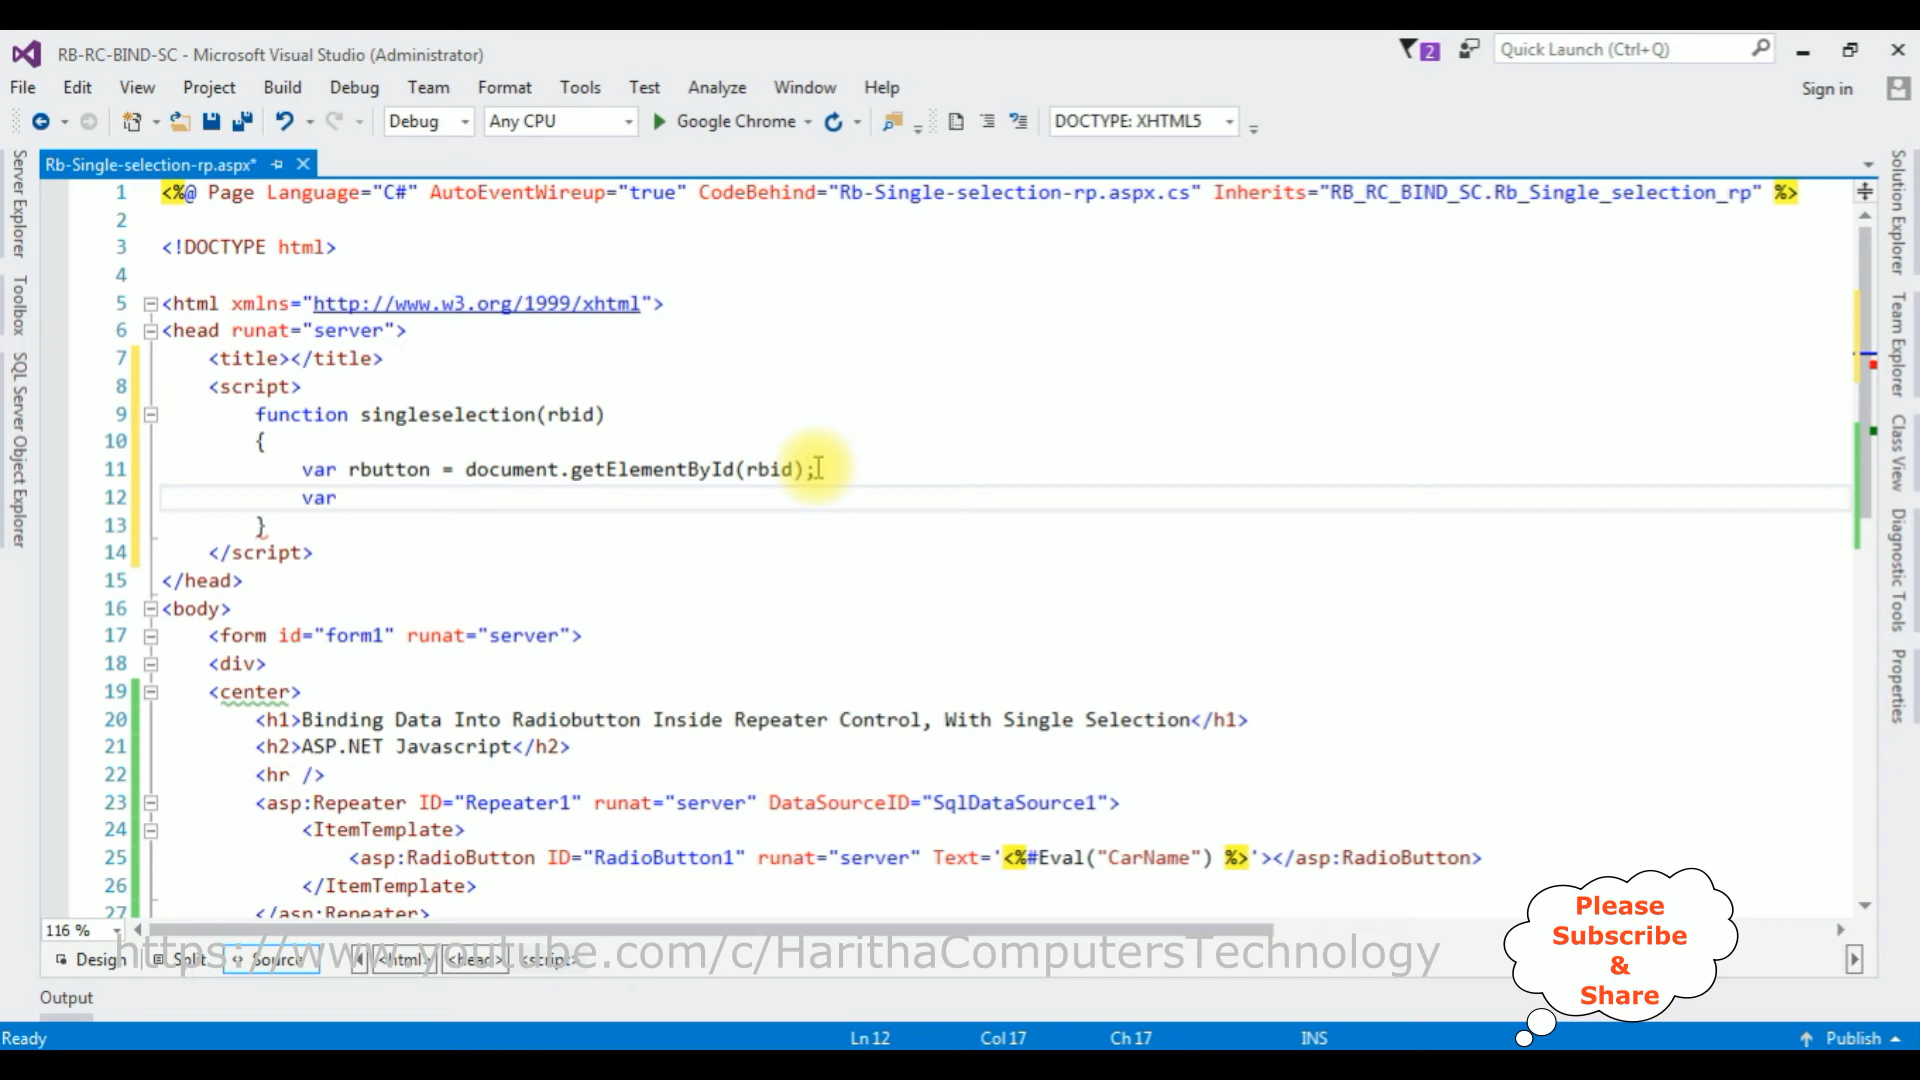 RB-RC-BIND-SC - Microsoft Visual Studio (Administrator)
2
Quick Launch (Ctrl+Q)
File Edit View Project Build Debug Team Format Tools Test Analyze Window Help
Sign in
Debug Any CPU Google Chrome DOCTYPE: XHTML5
Rb-Single-selection-rp.aspx*
Server Explorer
Toolbox
SQL Server Object Explorer
1 <%@ Page Language="C#" AutoEventWireup="true" CodeBehind="Rb-Single-selection-rp.aspx.cs" Inherits="RB_RC_BIND_SC.Rb_Single_selection_rp" %>
2
3 <!DOCTYPE html>
4
5 <html xmlns="http://www.w3.org/1999/xhtml">
6 <head runat="server">
7 <title></title>
8 <script>
9 function singleselection(rbid)
10 {
11 var rbutton = document.getElementById(rbid);
12 var
13 }
14 </script>
15 </head>
16 <body>
17 <form id="form1" runat="server">
18 <div>
19 <center>
20 <h1>Binding Data Into Radiobutton Inside Repeater Control, With Single Selection</h1>
21 <h2>ASP.NET Javascript</h2>
22 <hr />
23 <asp:Repeater ID="Repeater1" runat="server" DataSourceID="SqlDataSource1">
24 <ItemTemplate>
25 <asp:RadioButton ID="RadioButton1" runat="server" Text='<%#Eval("CarName") %>'></asp:RadioButton>
26 </ItemTemplate>
27 </asp:Repeater>
Solution Explorer
Team Explorer
Class View
Diagnostic Tools
Properties
116 %
Design Split Source <html> <head> <script>
https://www.youtube.com/c/HarithaComputersTechnology
Please
Subscribe
&
Share
Output
Ready Ln 12 Col 17 Ch 17 INS Publish